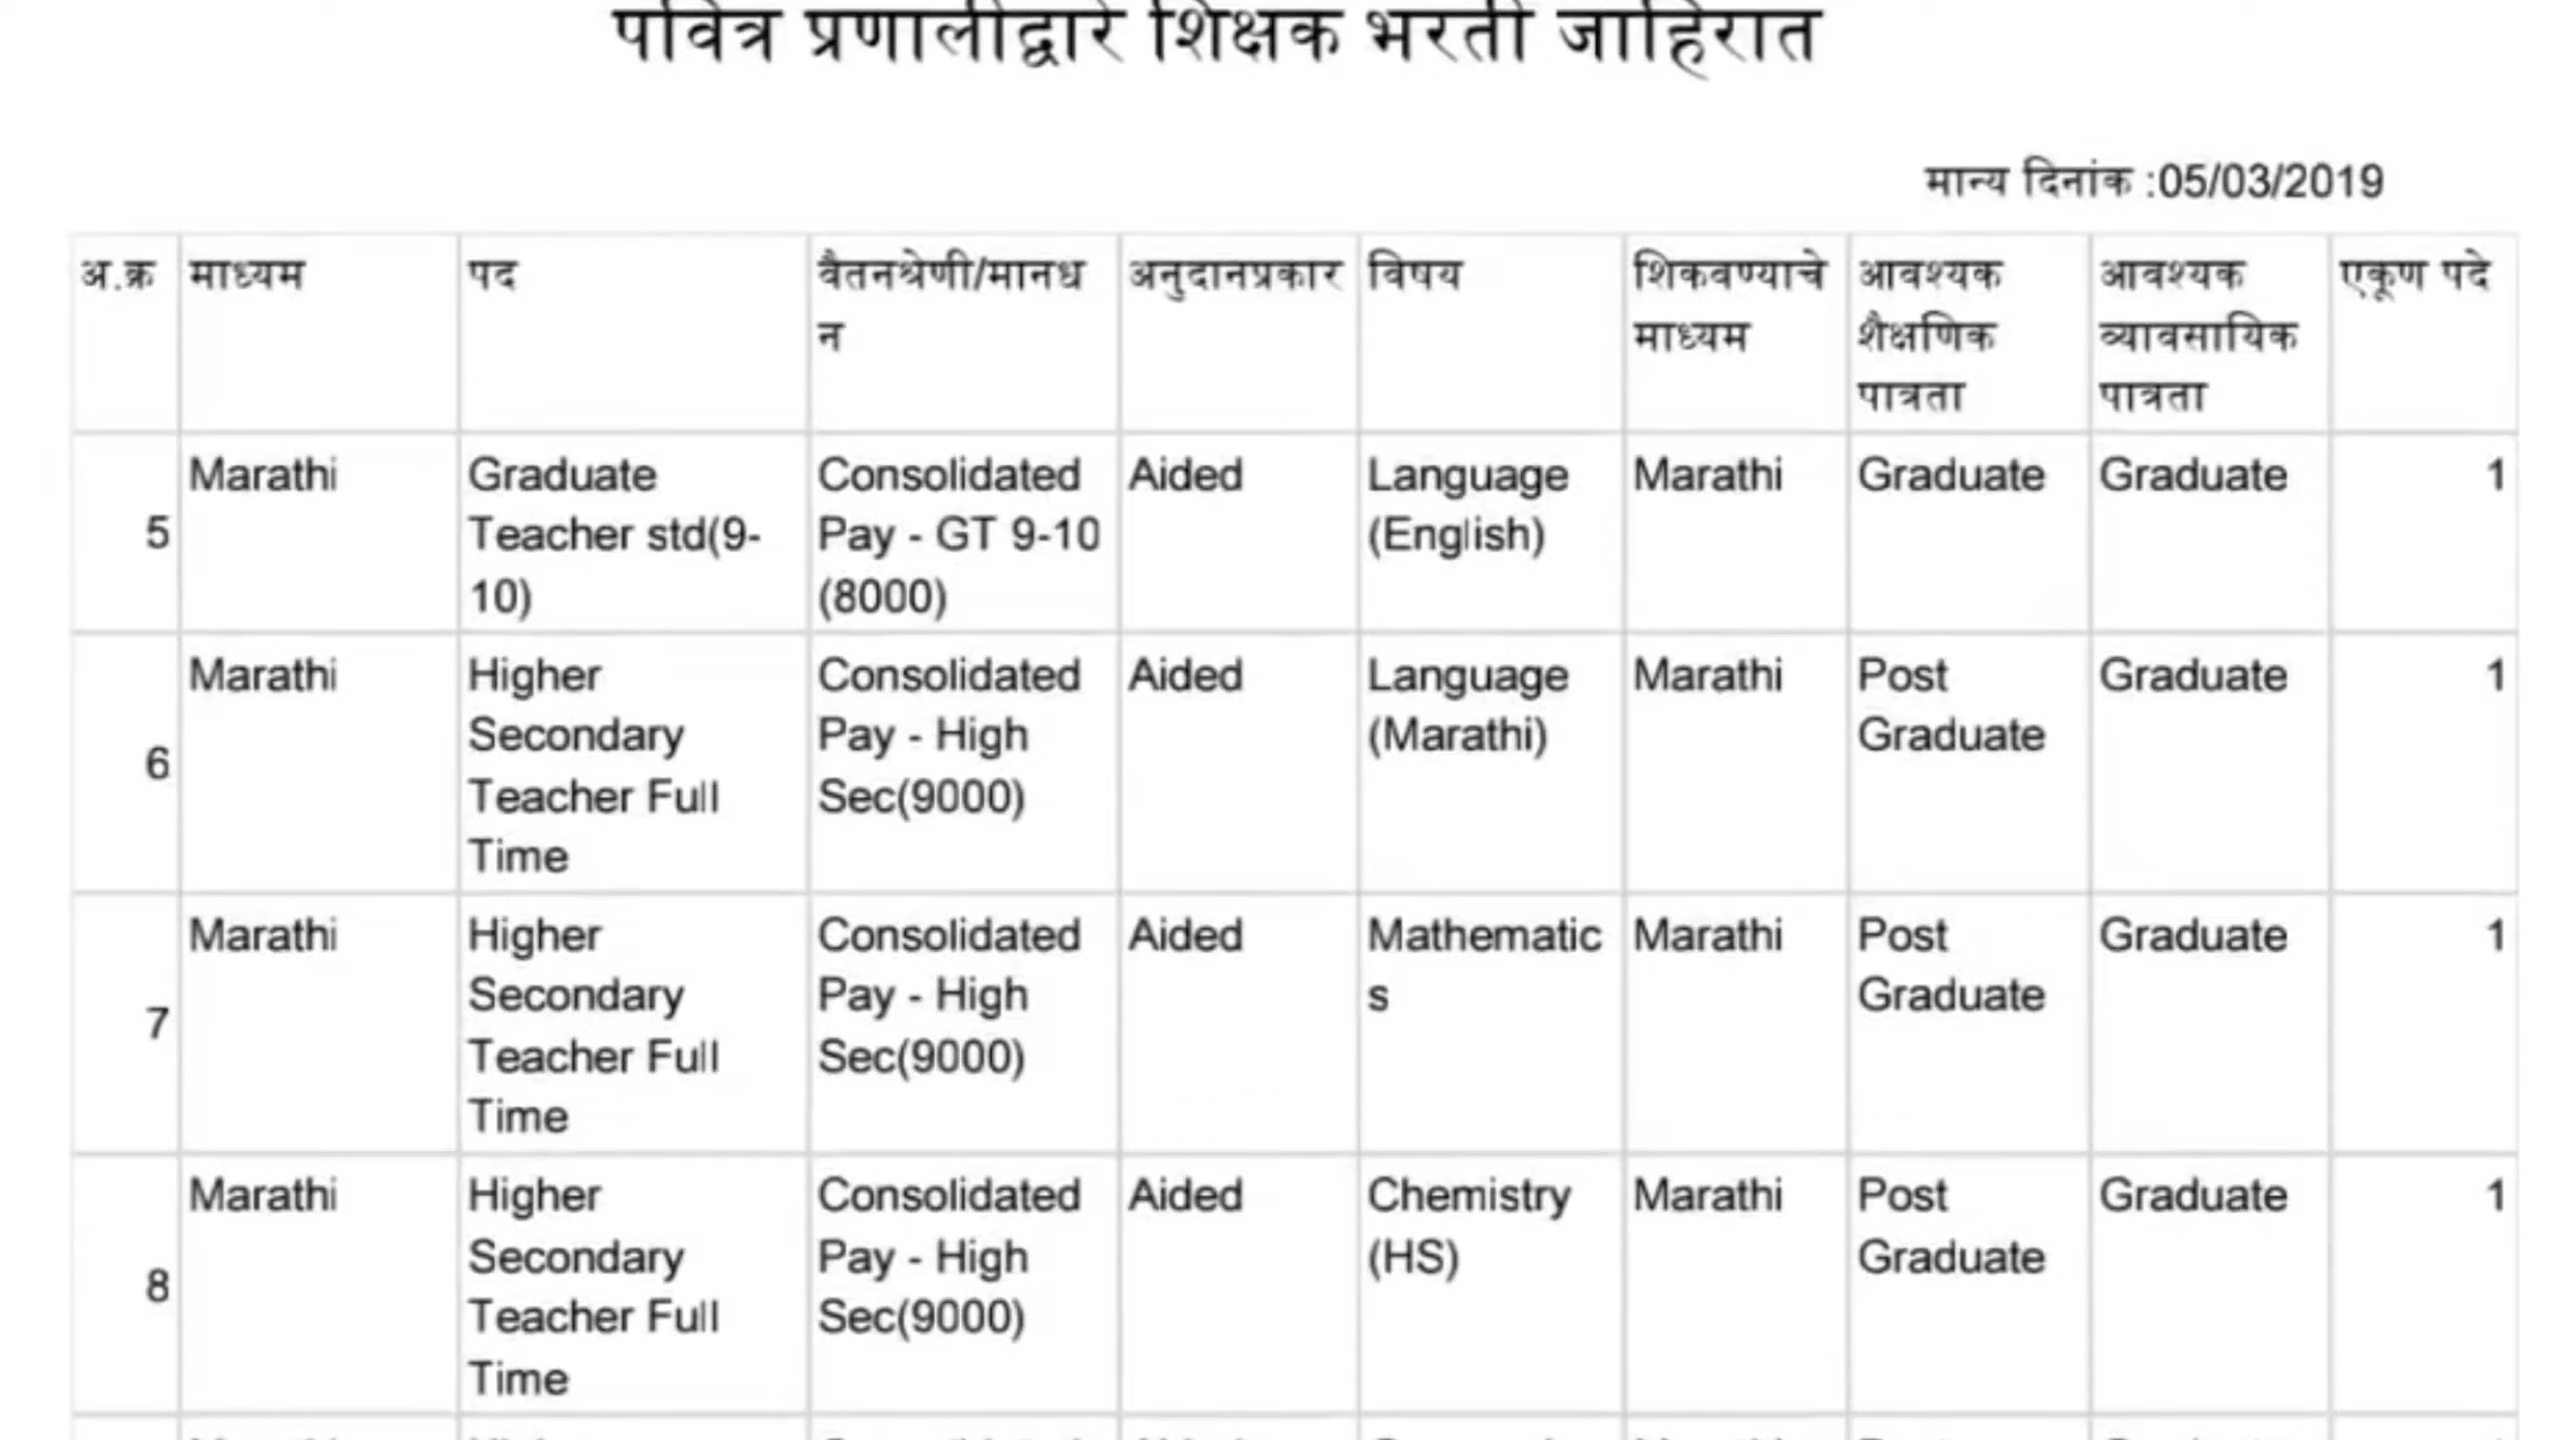 पवित्र प्रणालीद्वारे शिक्षक भरती जाहिरात
मान्य दिनांक :05/03/2019
अ.क्र माध्यम पद वैतनश्रेणी/मानध अनुदानप्रकार विषय शिकवण्याचे आवश्यक आवश्यक एकूण पदे
न माध्यम शैक्षणिक व्यावसायिक
पात्रता पात्रता
Marathi Graduate Consolidated Aided Language Marathi Graduate Graduate 1
5 Teacher std(9- Pay - GT 9-10 (English)
10) (8000)
Marathi Higher Consolidated Aided Language Marathi Post Graduate 1
Secondary Pay - High (Marathi) Graduate
6 Teacher Full Sec(9000)
Time
Marathi Higher Consolidated Aided Mathematic Marathi Post Graduate 1
Secondary Pay - High s Graduate
7 Teacher Full Sec(9000)
Time
Marathi Higher Consolidated Aided Chemistry Marathi Post Graduate 1
Secondary Pay - High (HS) Graduate
8 Teacher Full Sec(9000)
Time